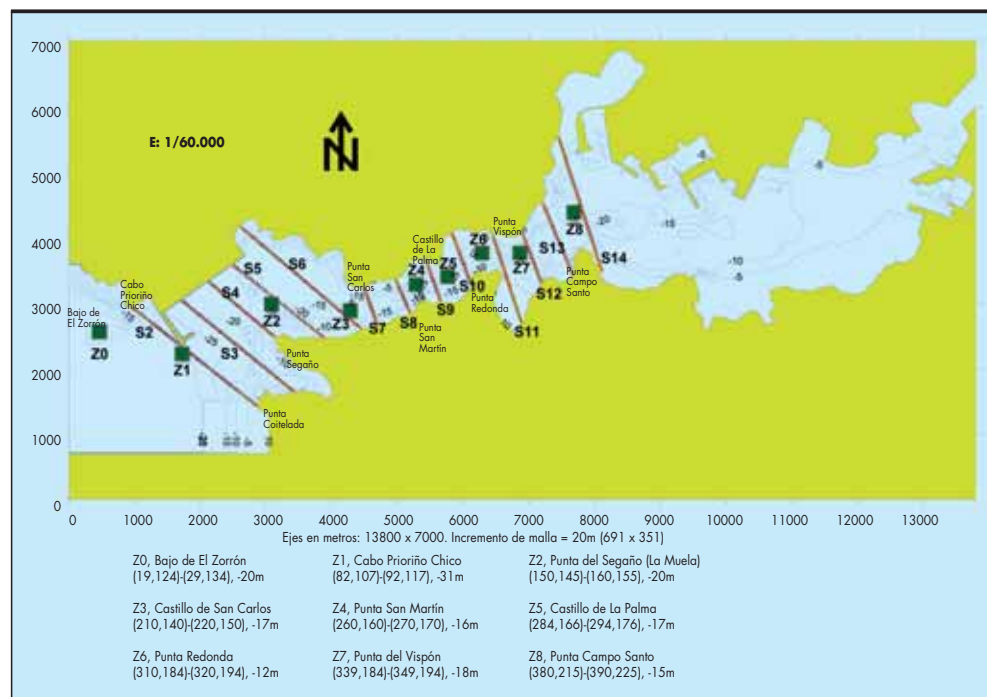 7000
6000
5000
4000
3000
2000
1000
0
E: 1/60.000
N
Bajo de
El Zorrón
Z0
Cabo
Prioriño
Chico
S2
Z1
S3
S4
S5
S6
Z2
Punta
Segaño
Punta
Coitelada
Punta
San
Carlos
Z3
S7
Castillo
de La
Palma
Z4
Z5
S8
S9
Punta
San
Martín
Z6
S10
Punta
Redonda
Punta
Vispón
Z7
S11
S12
S13
Punta
Campo
Santo
Z8
S14
-20
-15
-10
-5
-15
-10
-5
-5
-5
0 1000 2000 3000 4000 5000 6000 7000 8000 9000 10000 11000 12000 13000
Ejes en metros: 13800 x 7000. Incremento de malla = 20m (691 x 351)
Z0, Bajo de El Zorrón
(19,124)-(29,134), -20m
Z1, Cabo Prioriño Chico
(82,107)-(92,117), -31m
Z2, Punta del Segaño (La Muela)
(150,145)-(160,155), -20m
Z3, Castillo de San Carlos
(210,140)-(220,150), -17m
Z4, Punta San Martín
(260,160)-(270,170), -16m
Z5, Castillo de La Palma
(284,166)-(294,176), -17m
Z6, Punta Redonda
(310,184)-(320,194), -12m
Z7, Punta del Vispón
(339,184)-(349,194), -18m
Z8, Punta Campo Santo
(380,215)-(390,225), -15m